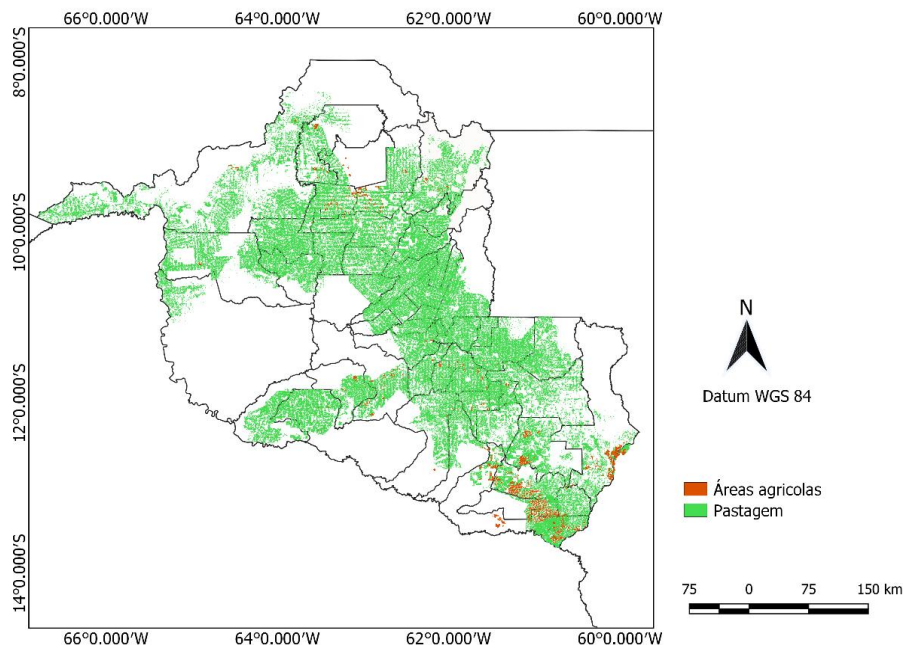 66°0.000′W 64°0.000′W 62°0.000′W 60°0.000′W
8°0.000′S
10°0.000′S
12°0.000′S
14°0.000′S
N
Datum WGS 84
Áreas agricolas
Pastagem
75 0 75 150 km
66°0.000′W 64°0.000′W 62°0.000′W 60°0.000′W